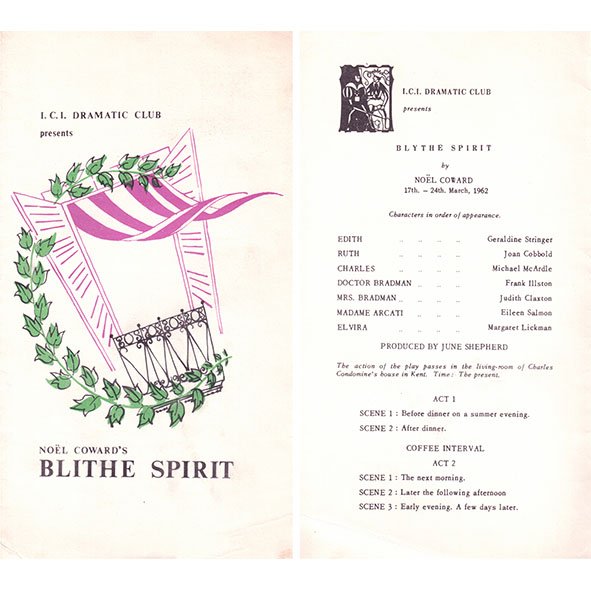 I.C.I. DRAMATIC CLUB
presents
NOËL COWARD'S
BLITHE SPIRIT
I.C.I. DRAMATIC CLUB
presents
BLYTHE SPIRIT
by
NOËL COWARD
17th. – 24th. March, 1962
Characters in order of appearance.
EDITH .. .. .. .. Geraldine Stringer
RUTH .. .. .. .. Joan Cobbold
CHARLES .. .. .. .. Michael McArdle
DOCTOR BRADMAN .. .. .. Frank Illston
MRS. BRADMAN .. .. .. .. Judith Claxton
MADAME ARCATI .. .. .. Eileen Salmon
ELVIRA .. .. .. .. Margaret Lickman
PRODUCED BY JUNE SHEPHERD
The action of the play passes in the living-room of Charles
Condomine's house in Kent. Time : The present.
ACT 1
SCENE 1 : Before dinner on a summer evening.
SCENE 2 : After dinner.
COFFEE INTERVAL
ACT 2
SCENE 1 : The next morning.
SCENE 2 : Later the following afternoon
SCENE 3 : Early evening. A few days later.